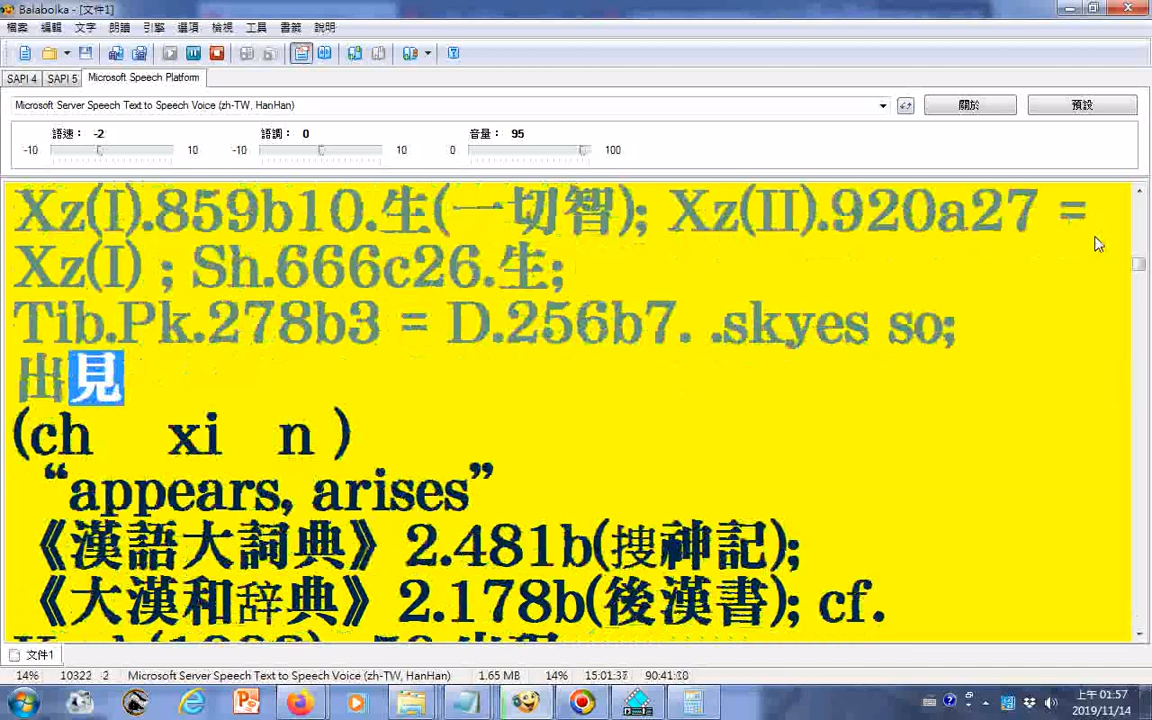 Balabolka - [文件1]
檔案 編輯 文字 朗讀 引擎 選項 檢視 工具 書籤 說明
SAPI 4 SAPI 5 Microsoft Speech Platform
Microsoft Server Speech Text to Speech Voice (zh-TW, HanHan) 關於 預設
語速： -2 語調： 0 音量： 95
-10 10 -10 10 0 100
Xz(I).859b10.生(一切智); Xz(II).920a27 =
Xz(I) ; Sh.666c26.生;
Tib.Pk.278b3 = D.256b7. .skyes so;
出見
(ch xi n )
“appears, arises”
《漢語大詞典》 2.481b(搜神記);
《大漢和辞典》 2.178b(後漢書); cf.
文件1
14% 10322 2 Microsoft Server Speech Text to Speech Voice (zh-TW, HanHan) 1.65 MB 14% 15:01:37 90:41:18
上午 01:57
2019/11/14